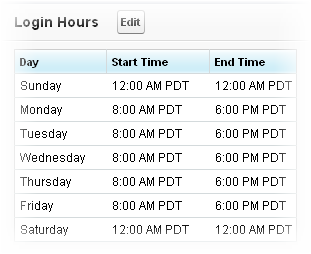 Login Hours Edit
Day Start Time End Time
Sunday 12:00 AM PDT 12:00 AM PDT
Monday 8:00 AM PDT 6:00 PM PDT
Tuesday 8:00 AM PDT 6:00 PM PDT
Wednesday 8:00 AM PDT 6:00 PM PDT
Thursday 8:00 AM PDT 6:00 PM PDT
Friday 8:00 AM PDT 6:00 PM PDT
Saturday 12:00 AM PDT 12:00 AM PDT